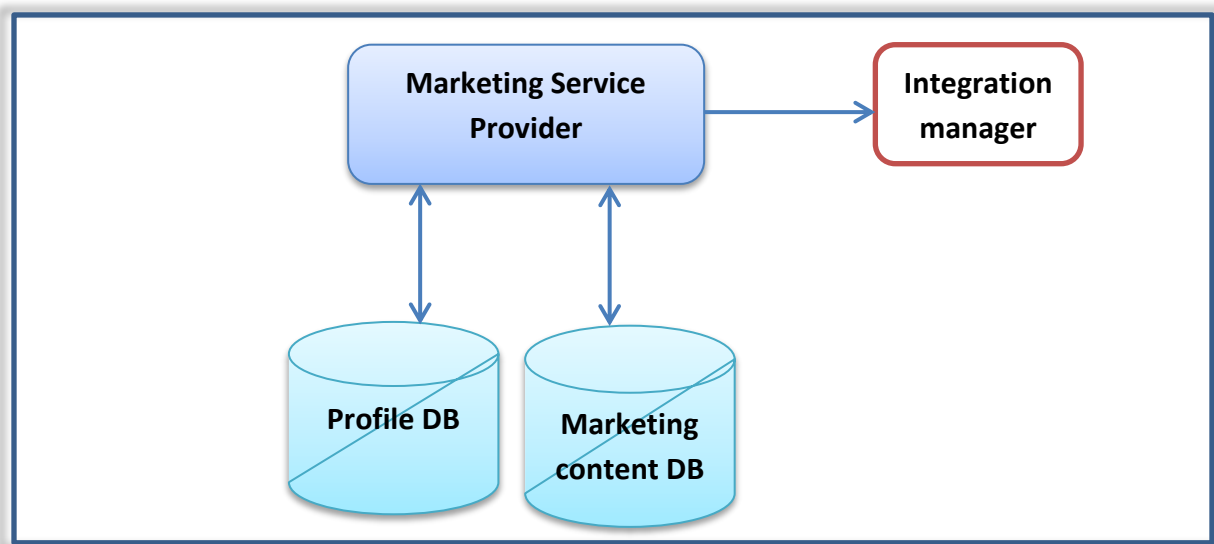 Marketing Service
Provider
Integration
manager
Profile DB
Marketing
content DB